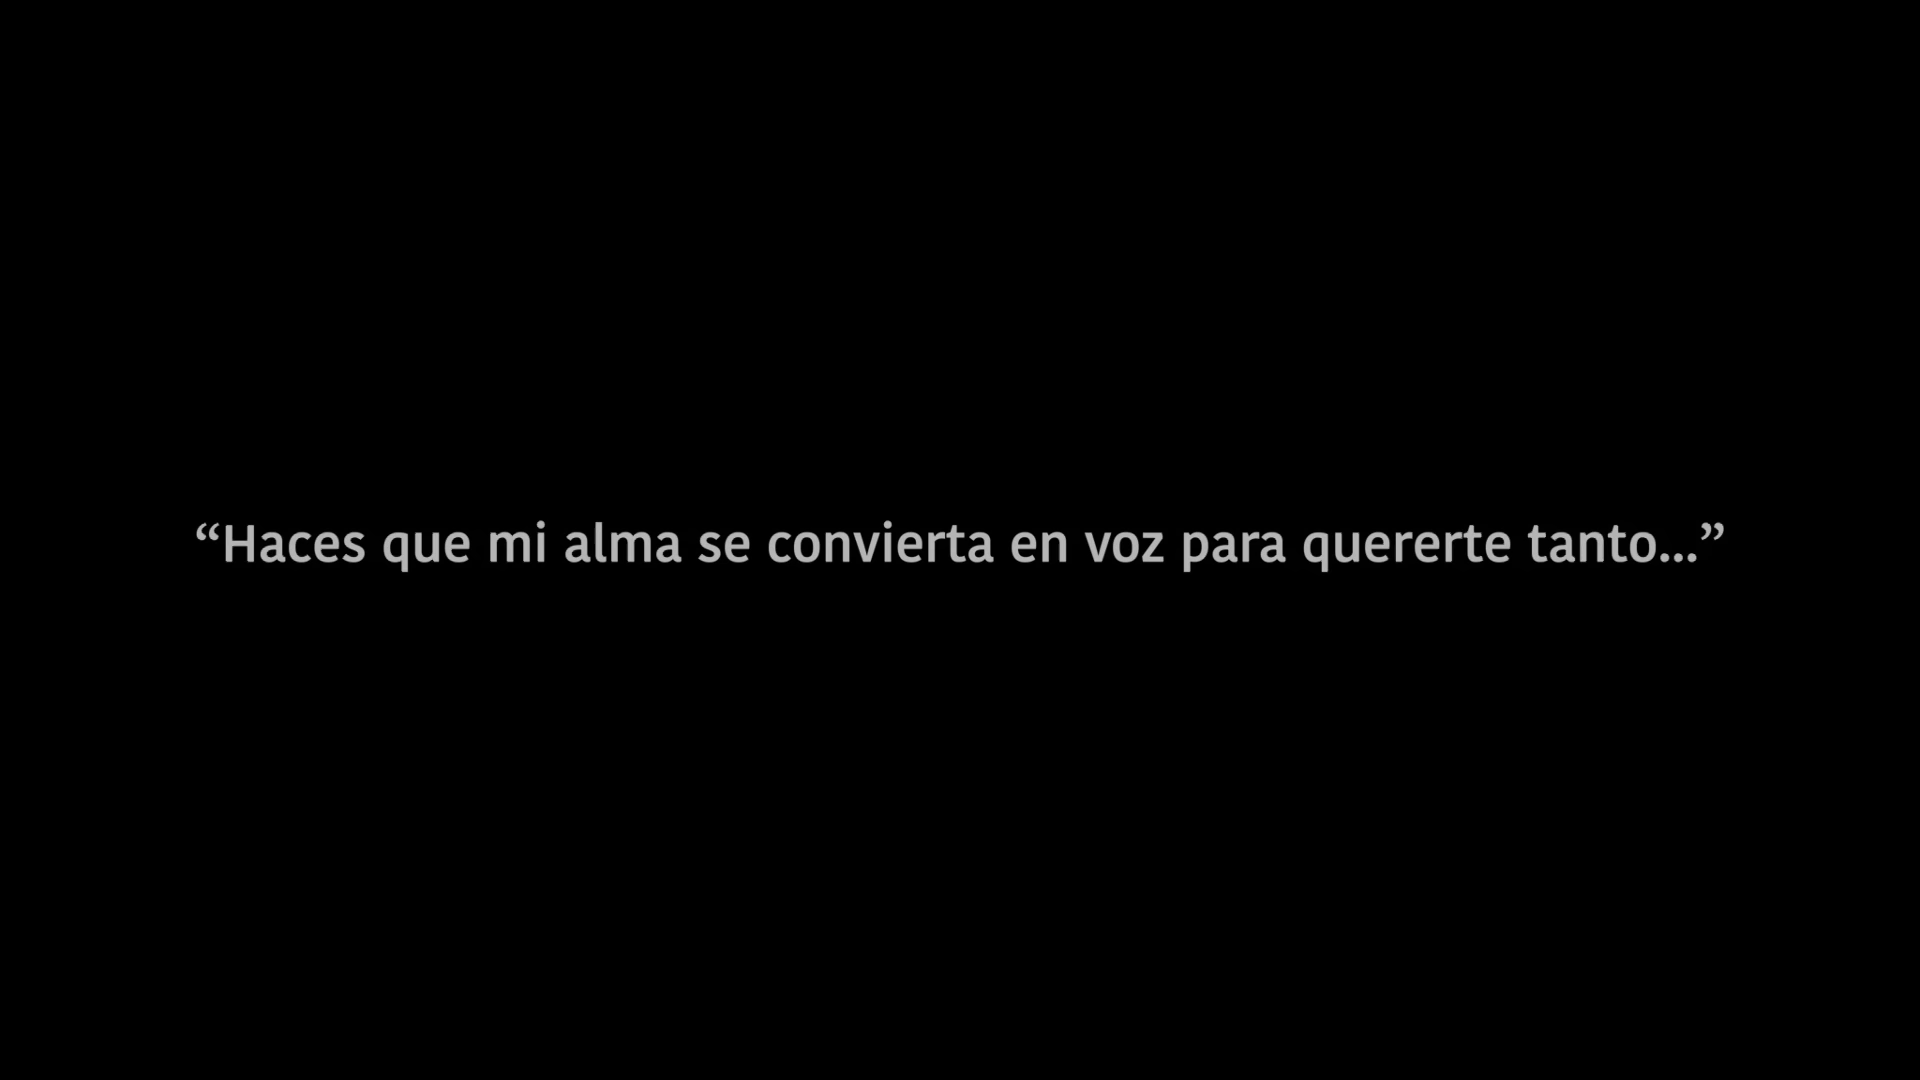 “Haces que mi alma se convierta en voz para quererte tanto...”